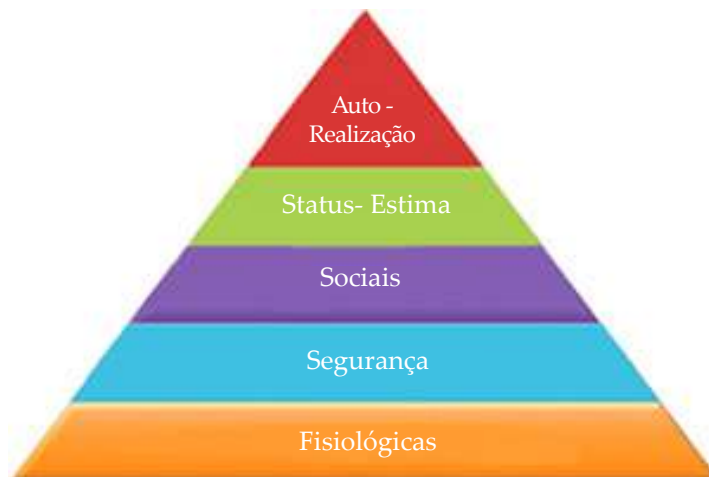 Auto -
Realização
Status- Estima
Sociais
Segurança
Fisiológicas